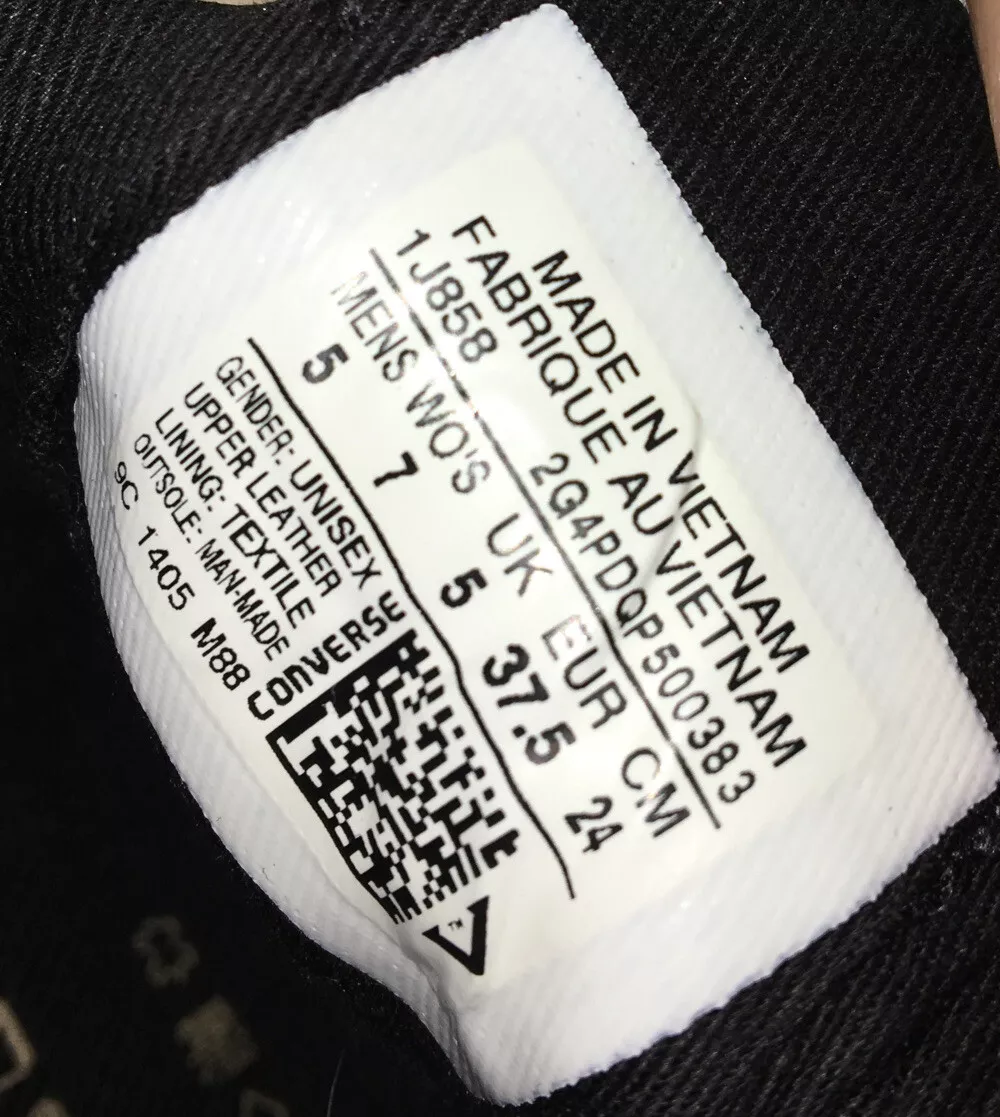 MADE IN VIETNAM
FABRIQUE AU VIETNAM
1J858 2G4PDQP500383
MENS WO'S UK EUR CM
5 7 5 37.5 24
GENDER: UNISEX
UPPER LEATHER
LINING: TEXTILE
OUTSOLE: MAN-MADE
9C 1405 M88
CONVERSE
TM